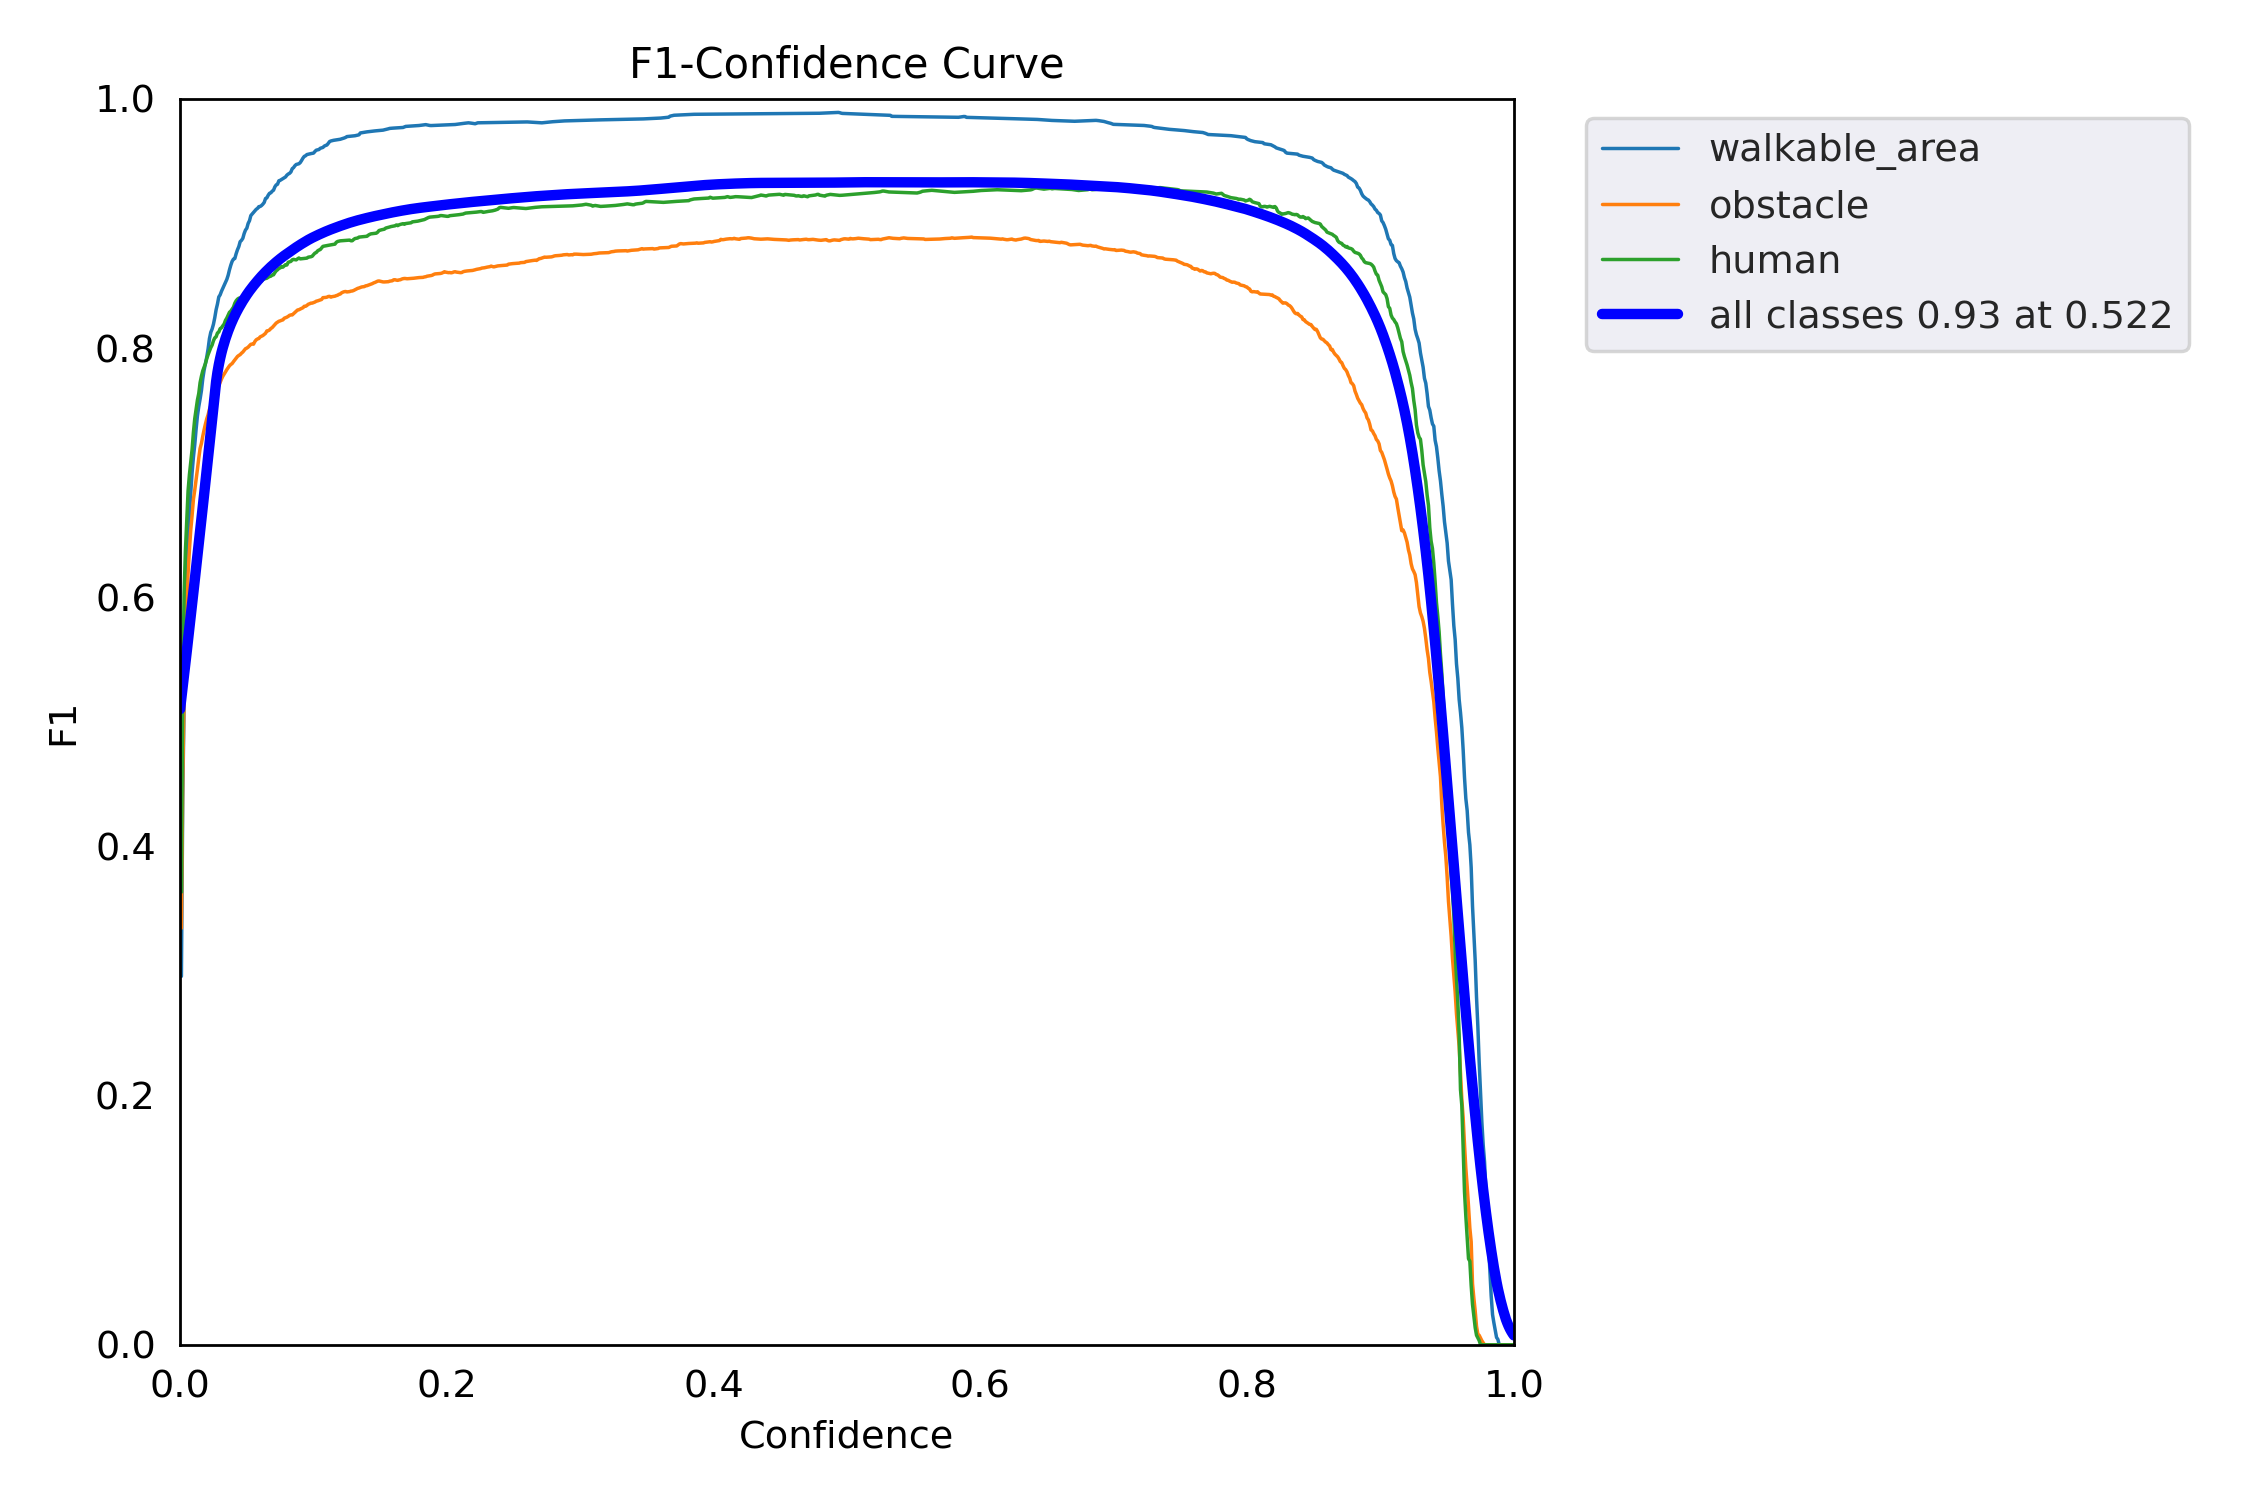 F1-Confidence Curve
1.0
0.8
0.6
0.4
0.2
0.0
F1
0.0 0.2 0.4 0.6 0.8 1.0
Confidence
walkable_area
obstacle
human
all classes 0.93 at 0.522